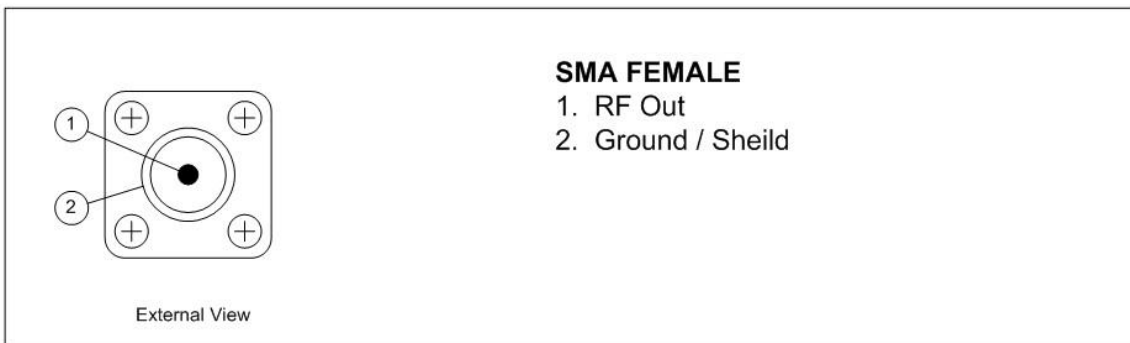 SMA FEMALE
1. RF Out
2. Ground / Sheild
1
2
External View